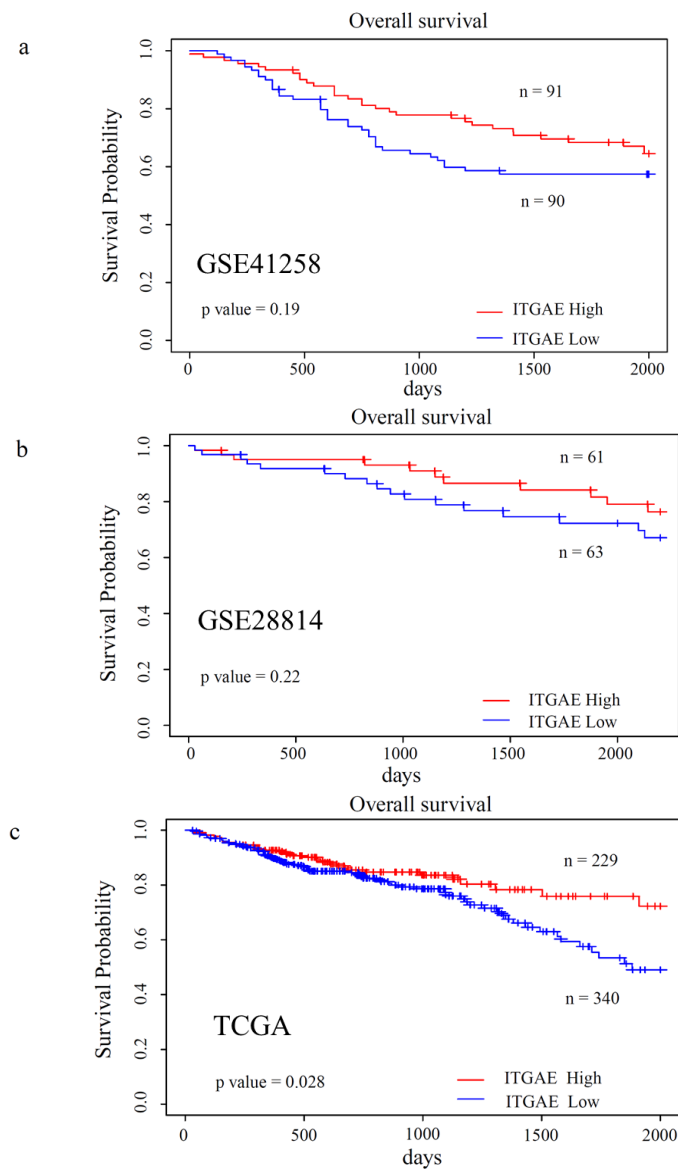 Overall survival
a
1.0
0.8
0.6
0.4
0.2
0.0
Survival Probability
n = 91
n = 90
GSE41258
p value = 0.19
ITGAE High
ITGAE Low
0 500 1000 1500 2000
days
Overall survival
b
1.0
0.8
0.6
0.4
0.2
0.0
Survival Probability
n = 61
n = 63
GSE28814
p value = 0.22
ITGAE High
ITGAE Low
0 500 1000 1500 2000
days
Overall survival
c
1.0
0.8
0.6
0.4
0.2
0.0
Survival Probability
n = 229
n = 340
TCGA
p value = 0.028
ITGAE High
ITGAE Low
0 500 1000 1500 2000
days